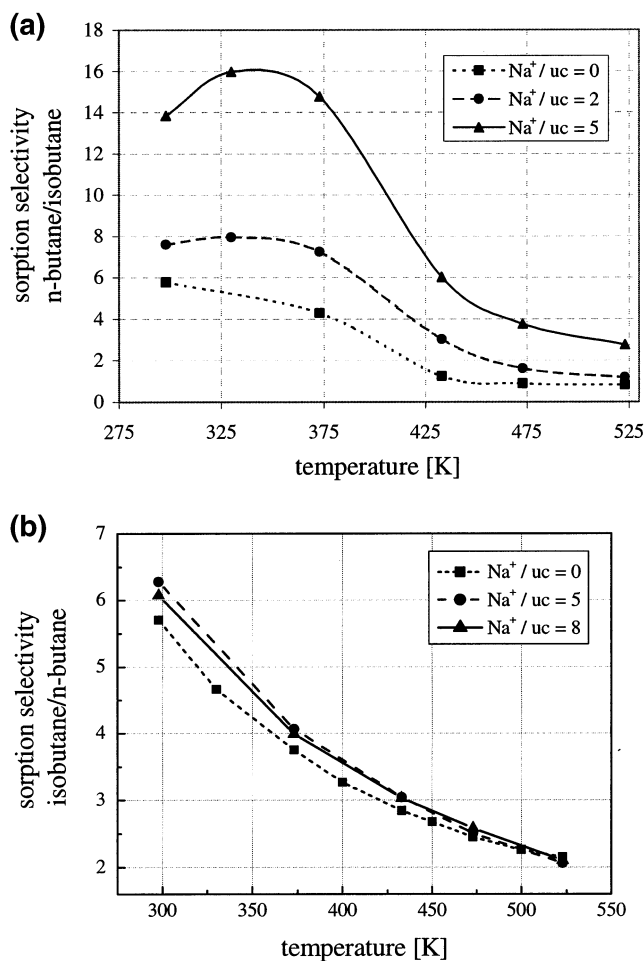 (a)
18
16
14
12
10
8
6
4
2
0
sorption selectivity
n-butane/isobutane
Na⁺ / uc = 0
Na⁺ / uc = 2
Na⁺ / uc = 5
275 325 375 425 475 525
temperature [K]
(b)
7
6
5
4
3
2
sorption selectivity
isobutane/n-butane
Na⁺ / uc = 0
Na⁺ / uc = 5
Na⁺ / uc = 8
300 350 400 450 500 550
temperature [K]